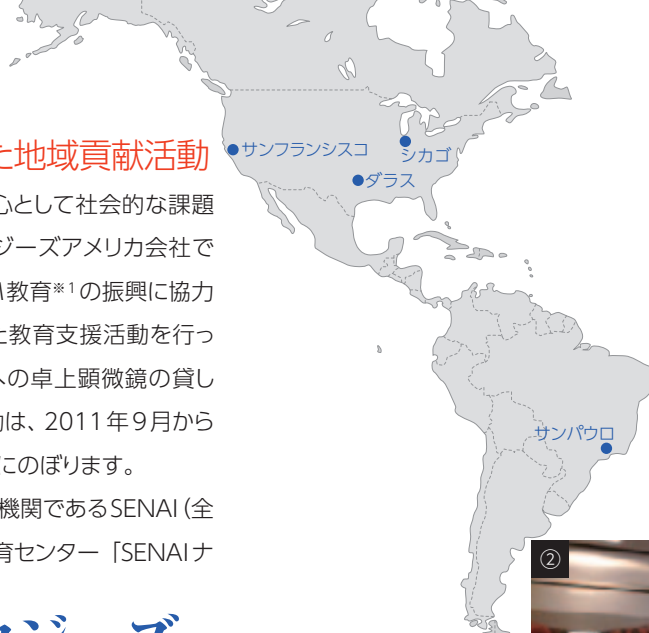 た地域貢献活動
心として社会的な課題
ジーズアメリカ会社で
教育※1の振興に協力
た教育支援活動を行っ
への卓上顕微鏡の貸し
動は、2011年9月から
にのぼります。
機関であるSENAI（全
育センター「SENAIナ
ジーズ
サンフランシスコ
シカゴ
ダラス
サンパウロ
②